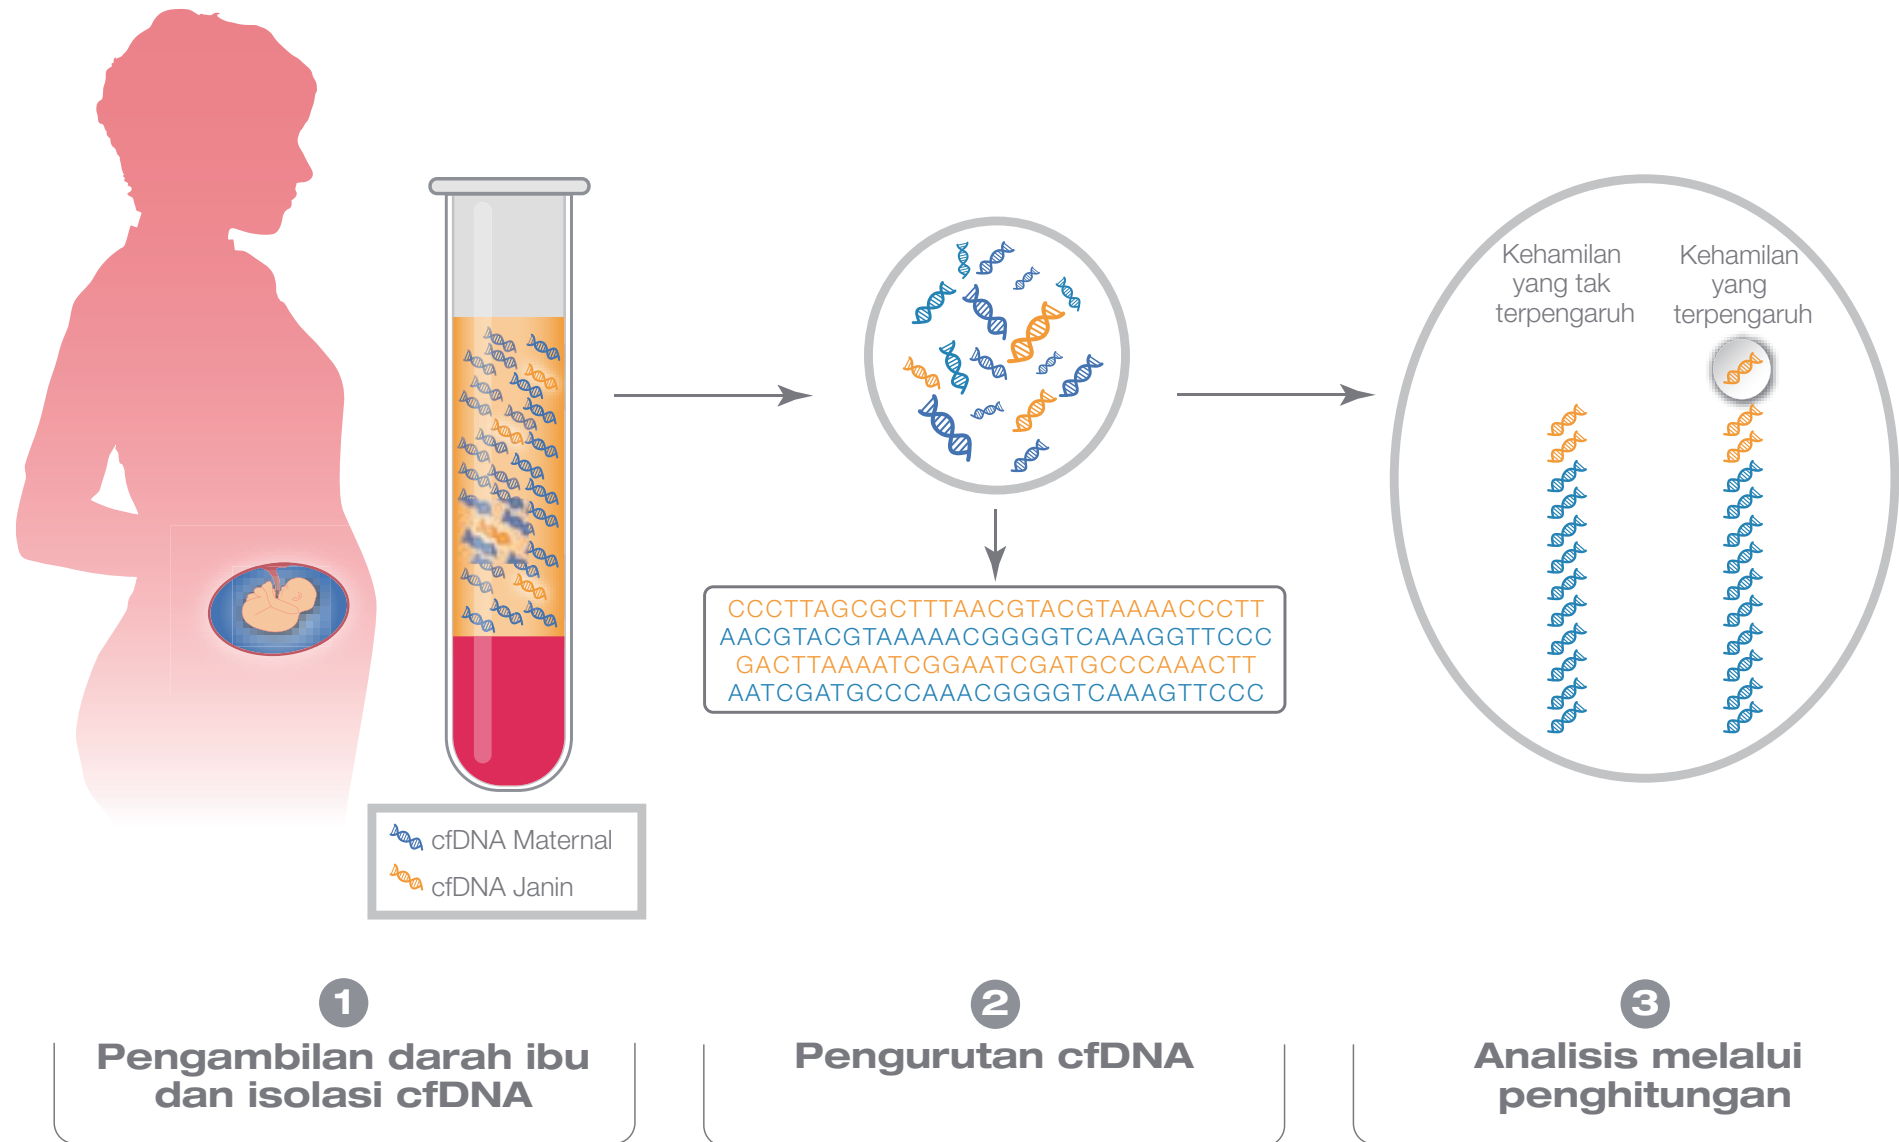 Kehamilan
yang tak
terpengaruh
Kehamilan
yang
terpengaruh
CCCTTAGCGCTTTAACGTACGTAAAACCCTT
AACGTACGTAAAAACGGGGTCAAAGGTTCCC
GACTTAAAATCGGAATCGATGCCCAAACTT
AATCGATGCCCAAACGGGGTCAAAGTTCCC
cfDNA Maternal
cfDNA Janin
1
Pengambilan darah ibu
dan isolasi cfDNA
2
Pengurutan cfDNA
3
Analisis melalui
penghitungan